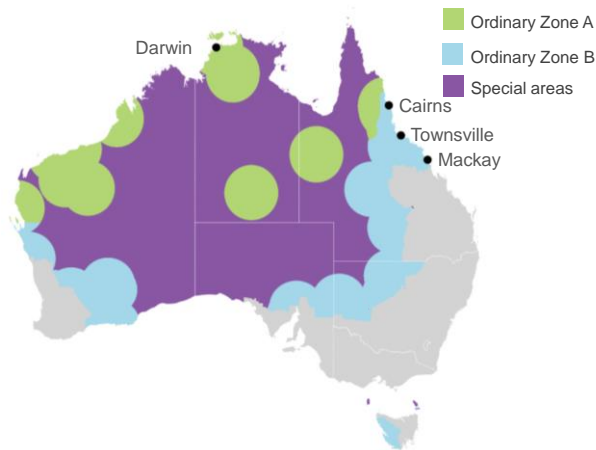 Ordinary Zone A
Ordinary Zone B
Special areas
Darwin
Cairns
Townsville
Mackay